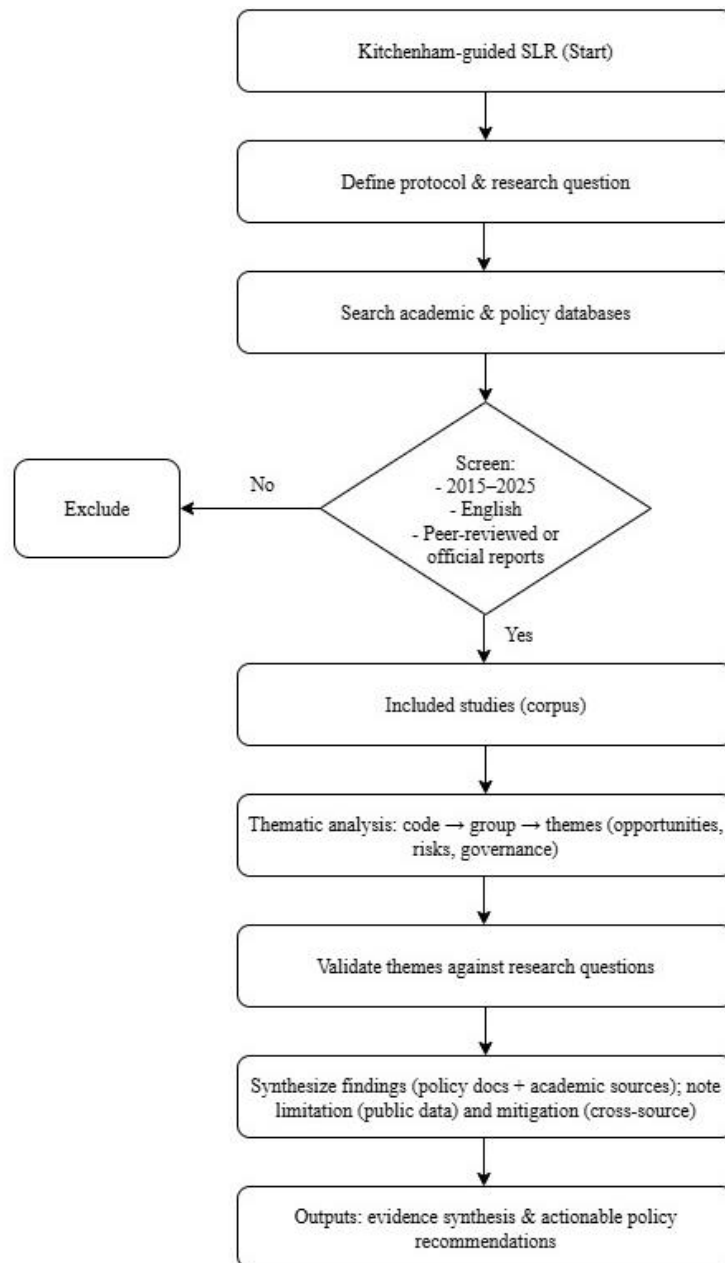 Kitchenham-guided SLR (Start)
Define protocol & research question
Search academic & policy databases
Screen:
- 2015–2025
- English
- Peer-reviewed or
official reports
No
Exclude
Yes
Included studies (corpus)
Thematic analysis: code → group → themes (opportunities,
risks, governance)
Validate themes against research questions
Synthesize findings (policy docs + academic sources); note
limitation (public data) and mitigation (cross-source)
Outputs: evidence synthesis & actionable policy
recommendations